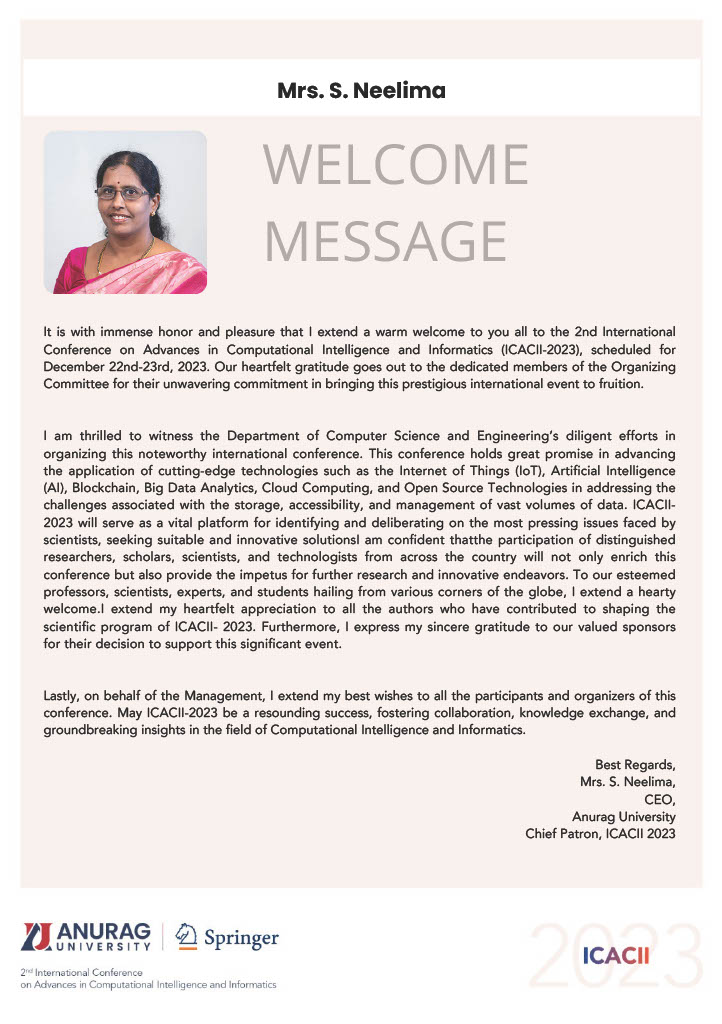 Mrs. S. Neelima
WELCOME
MESSAGE
It is with immense honor and pleasure that I extend a warm welcome to you all to the 2nd International
Conference on Advances in Computational Intelligence and Informatics (ICACII-2023), scheduled for
December 22nd-23rd, 2023. Our heartfelt gratitude goes out to the dedicated members of the Organizing
Committee for their unwavering commitment in bringing this prestigious international event to fruition.
I am thrilled to witness the Department of Computer Science and Engineering’s diligent efforts in
organizing this noteworthy international conference. This conference holds great promise in advancing
the application of cutting-edge technologies such as the Internet of Things (IoT), Artificial Intelligence
(AI), Blockchain, Big Data Analytics, Cloud Computing, and Open Source Technologies in addressing the
challenges associated with the storage, accessibility, and management of vast volumes of data. ICACII-
2023 will serve as a vital platform for identifying and deliberating on the most pressing issues faced by
scientists, seeking suitable and innovative solutionsI am confident thatthe participation of distinguished
researchers, scholars, scientists, and technologists from across the country will not only enrich this
conference but also provide the impetus for further research and innovative endeavors. To our esteemed
professors, scientists, experts, and students hailing from various corners of the globe, I extend a hearty
welcome.I extend my heartfelt appreciation to all the authors who have contributed to shaping the
scientific program of ICACII- 2023. Furthermore, I express my sincere gratitude to our valued sponsors
for their decision to support this significant event.
Lastly, on behalf of the Management, I extend my best wishes to all the participants and organizers of this
conference. May ICACII-2023 be a resounding success, fostering collaboration, knowledge exchange, and
groundbreaking insights in the field of Computational Intelligence and Informatics.
Best Regards,
Mrs. S. Neelima,
CEO,
Anurag University
Chief Patron, ICACII 2023
ANURAG
UNIVERSITY
Springer
2nd International Conference
on Advances in Computational Intelligence and Informatics
2023
ICACII